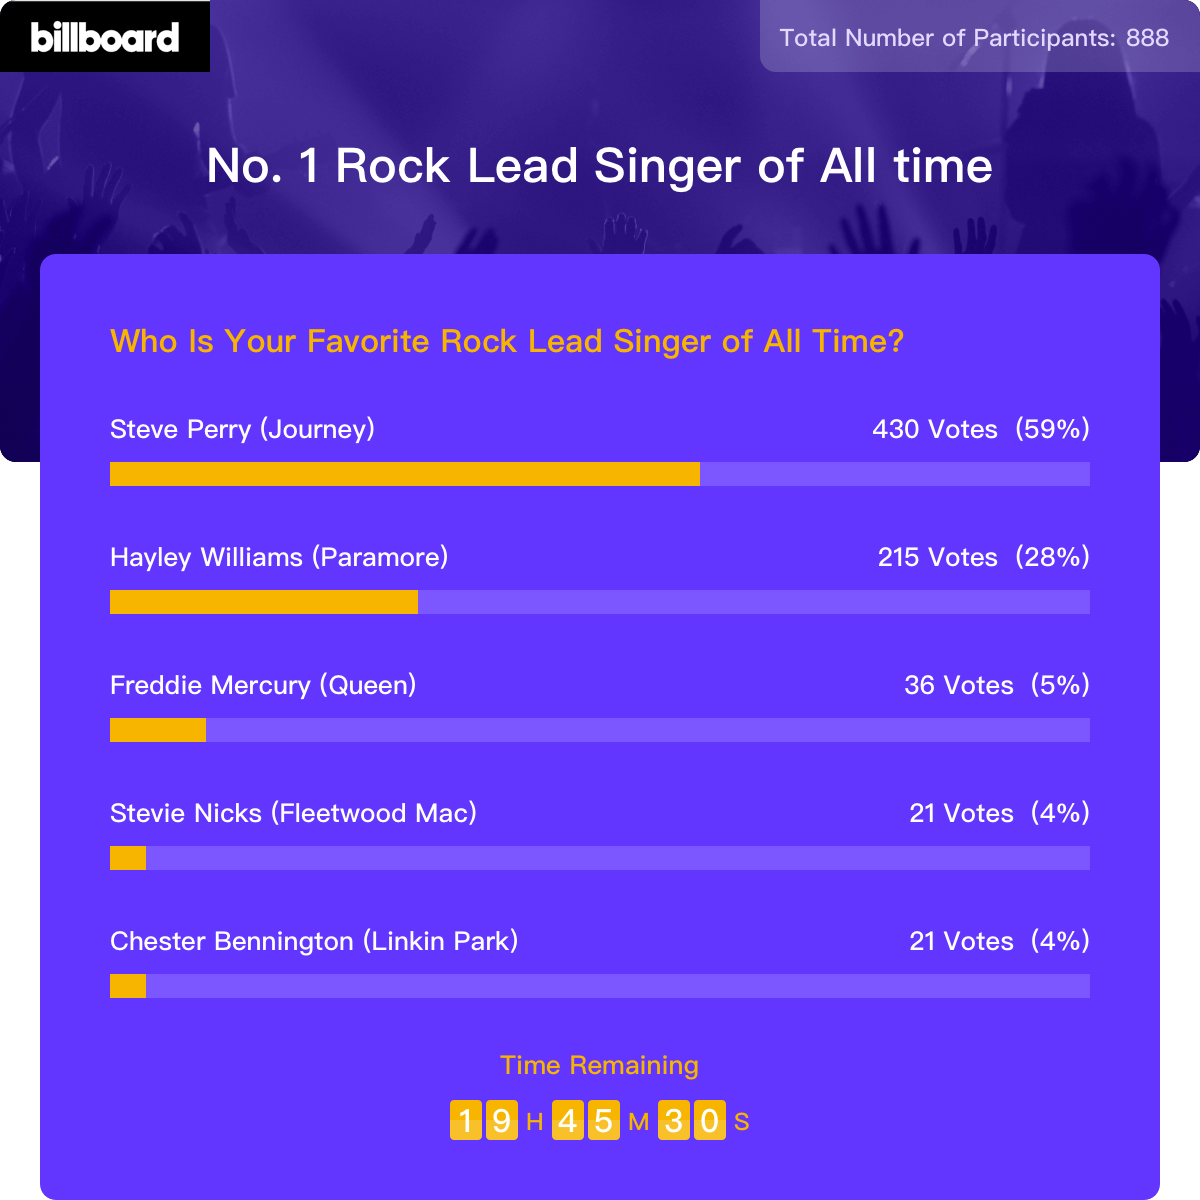 billboard
Total Number of Participants: 888
No. 1 Rock Lead Singer of All time
Who Is Your Favorite Rock Lead Singer of All Time?
Steve Perry (Journey) 430 Votes (59%)
Hayley Williams (Paramore) 215 Votes (28%)
Freddie Mercury (Queen) 36 Votes (5%)
Stevie Nicks (Fleetwood Mac) 21 Votes (4%)
Chester Bennington (Linkin Park) 21 Votes (4%)
Time Remaining
19 H 45 M 30 S